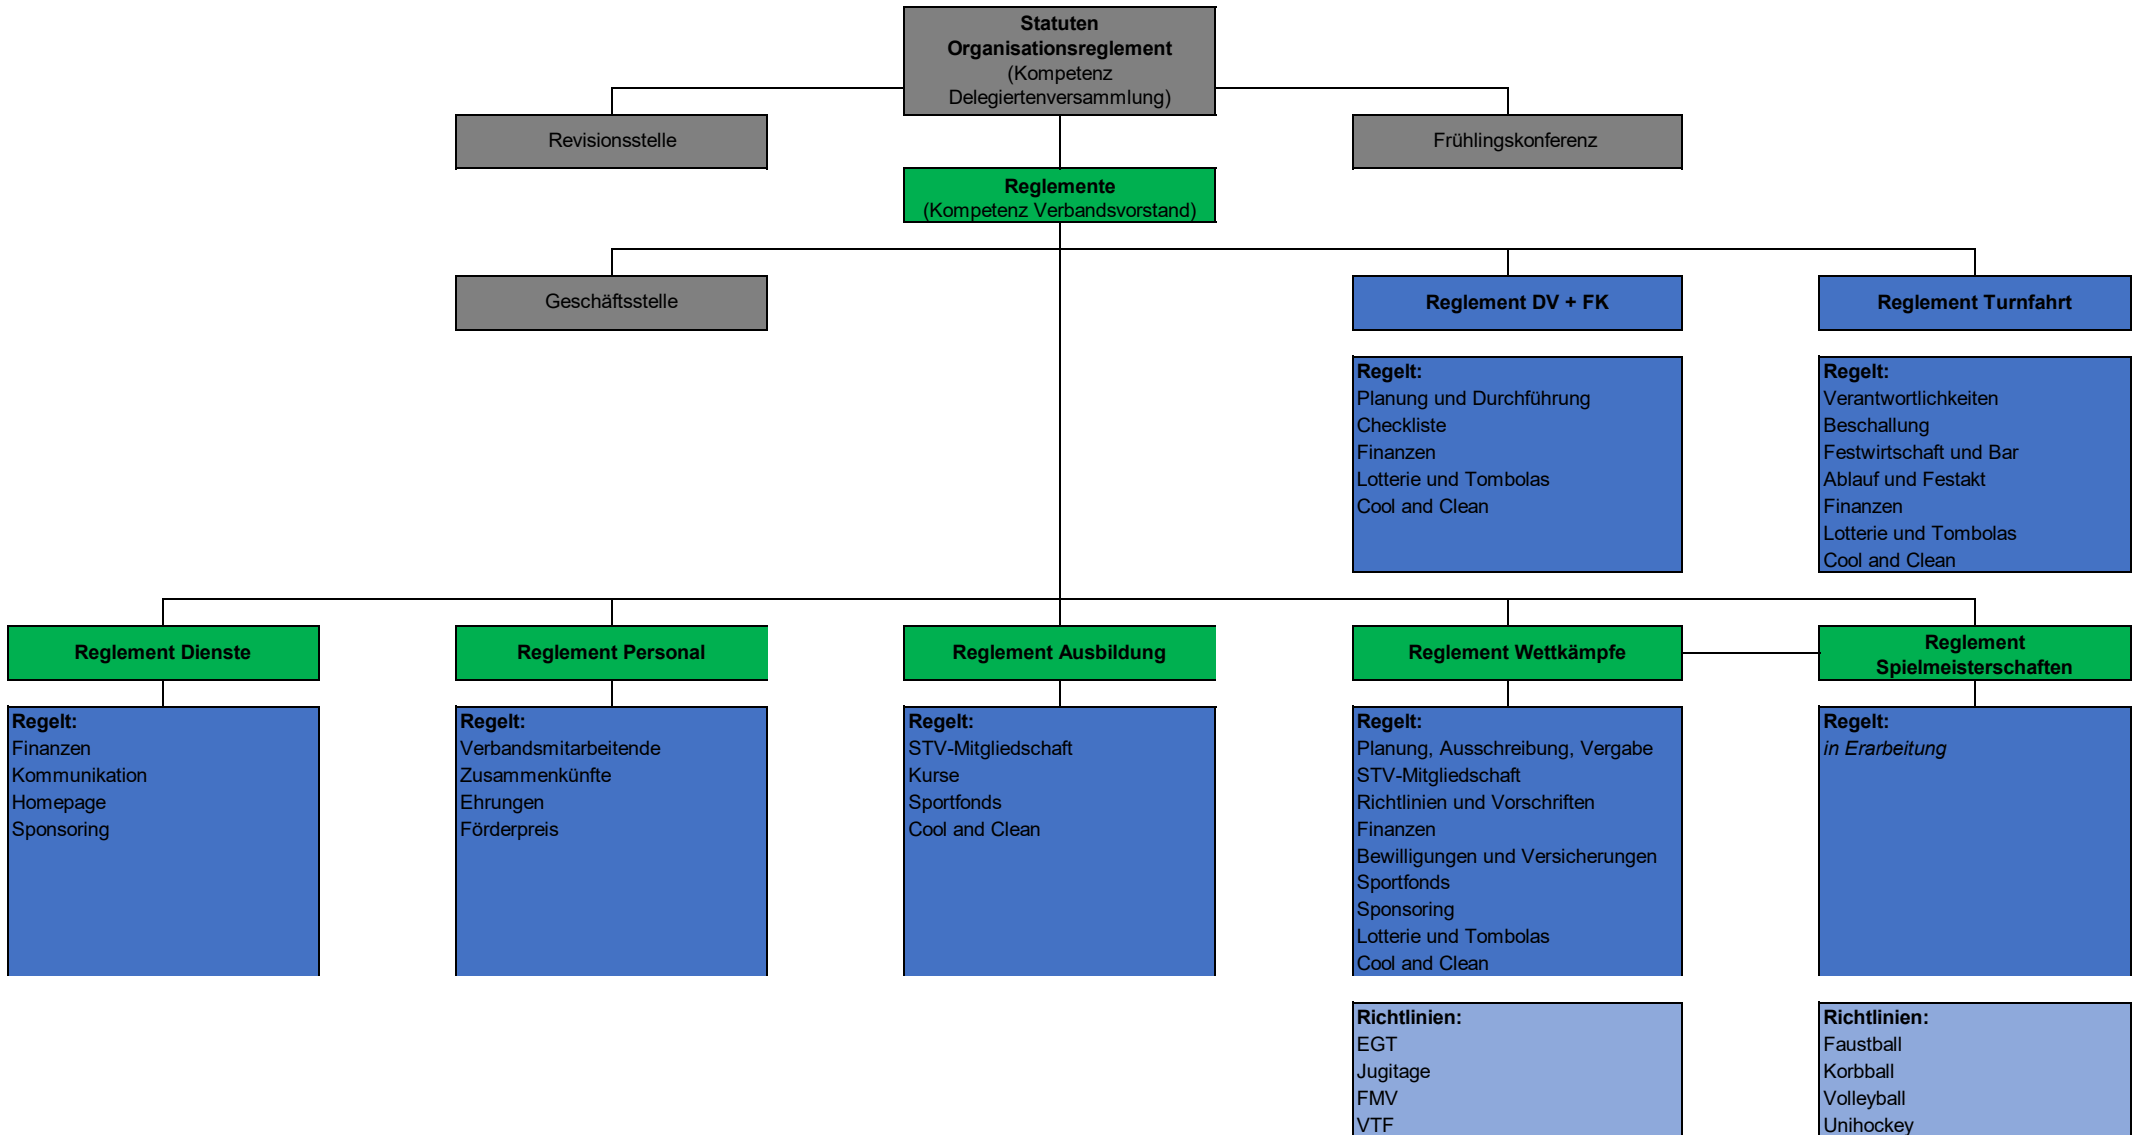 Statuten
Organisationsreglement
(Kompetenz
Delegiertenversammlung)
Revisionsstelle
Frühlingskonferenz
Reglemente
(Kompetenz Verbandsvorstand)
Geschäftsstelle
Reglement DV + FK
Reglement Turnfahrt
Regelt:
Planung und Durchführung
Checkliste
Finanzen
Lotterie und Tombolas
Cool and Clean
Regelt:
Verantwortlichkeiten
Beschallung
Festwirtschaft und Bar
Ablauf und Festakt
Finanzen
Lotterie und Tombolas
Cool and Clean
Reglement Dienste
Reglement Personal
Reglement Ausbildung
Reglement Wettkämpfe
Reglement
Spielmeisterschaften
Regelt:
Finanzen
Kommunikation
Homepage
Sponsoring
Regelt:
Verbandsmitarbeitende
Zusammenkünfte
Ehrungen
Förderpreis
Regelt:
STV-Mitgliedschaft
Kurse
Sportfonds
Cool and Clean
Regelt:
Planung, Ausschreibung, Vergabe
STV-Mitgliedschaft
Richtlinien und Vorschriften
Finanzen
Bewilligungen und Versicherungen
Sportfonds
Sponsoring
Lotterie und Tombolas
Cool and Clean
Regelt:
in Erarbeitung
Richtlinien:
EGT
Jugitage
FMV
VTF
Richtlinien:
Faustball
Korbball
Volleyball
Unihockey